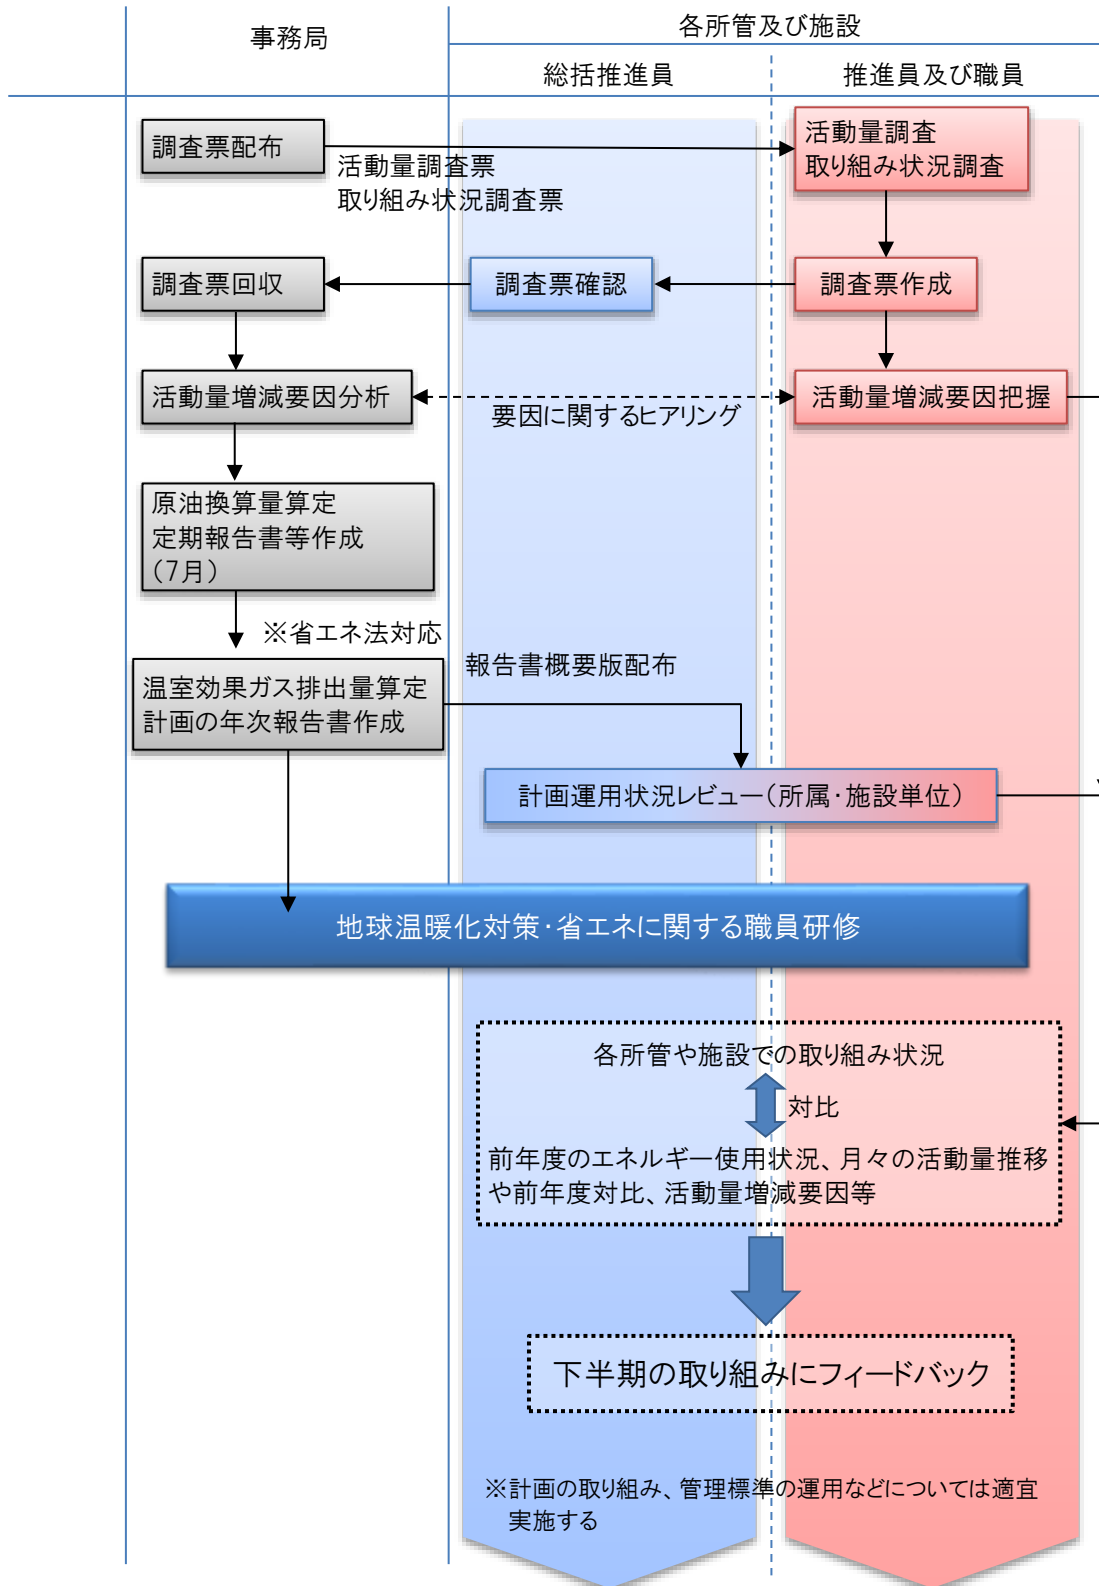 事務局
各所管及び施設
総括推進員
推進員及び職員
調査票配布
活動量調査票
取り組み状況調査票
活動量調査
取り組み状況調査
調査票回収
調査票確認
調査票作成
活動量増減要因分析
要因に関するヒアリング
活動量増減要因把握
原油換算量算定
定期報告書等作成
(7月)
※省エネ法対応
報告書概要版配布
温室効果ガス排出量算定
計画の年次報告書作成
計画運用状況レビュー(所属・施設単位)
地球温暖化対策・省エネに関する職員研修
各所管や施設での取り組み状況
対比
前年度のエネルギー使用状況、月々の活動量推移
や前年度対比、活動量増減要因等
下半期の取り組みにフィードバック
※計画の取り組み、管理標準の運用などについては適宜
実施する